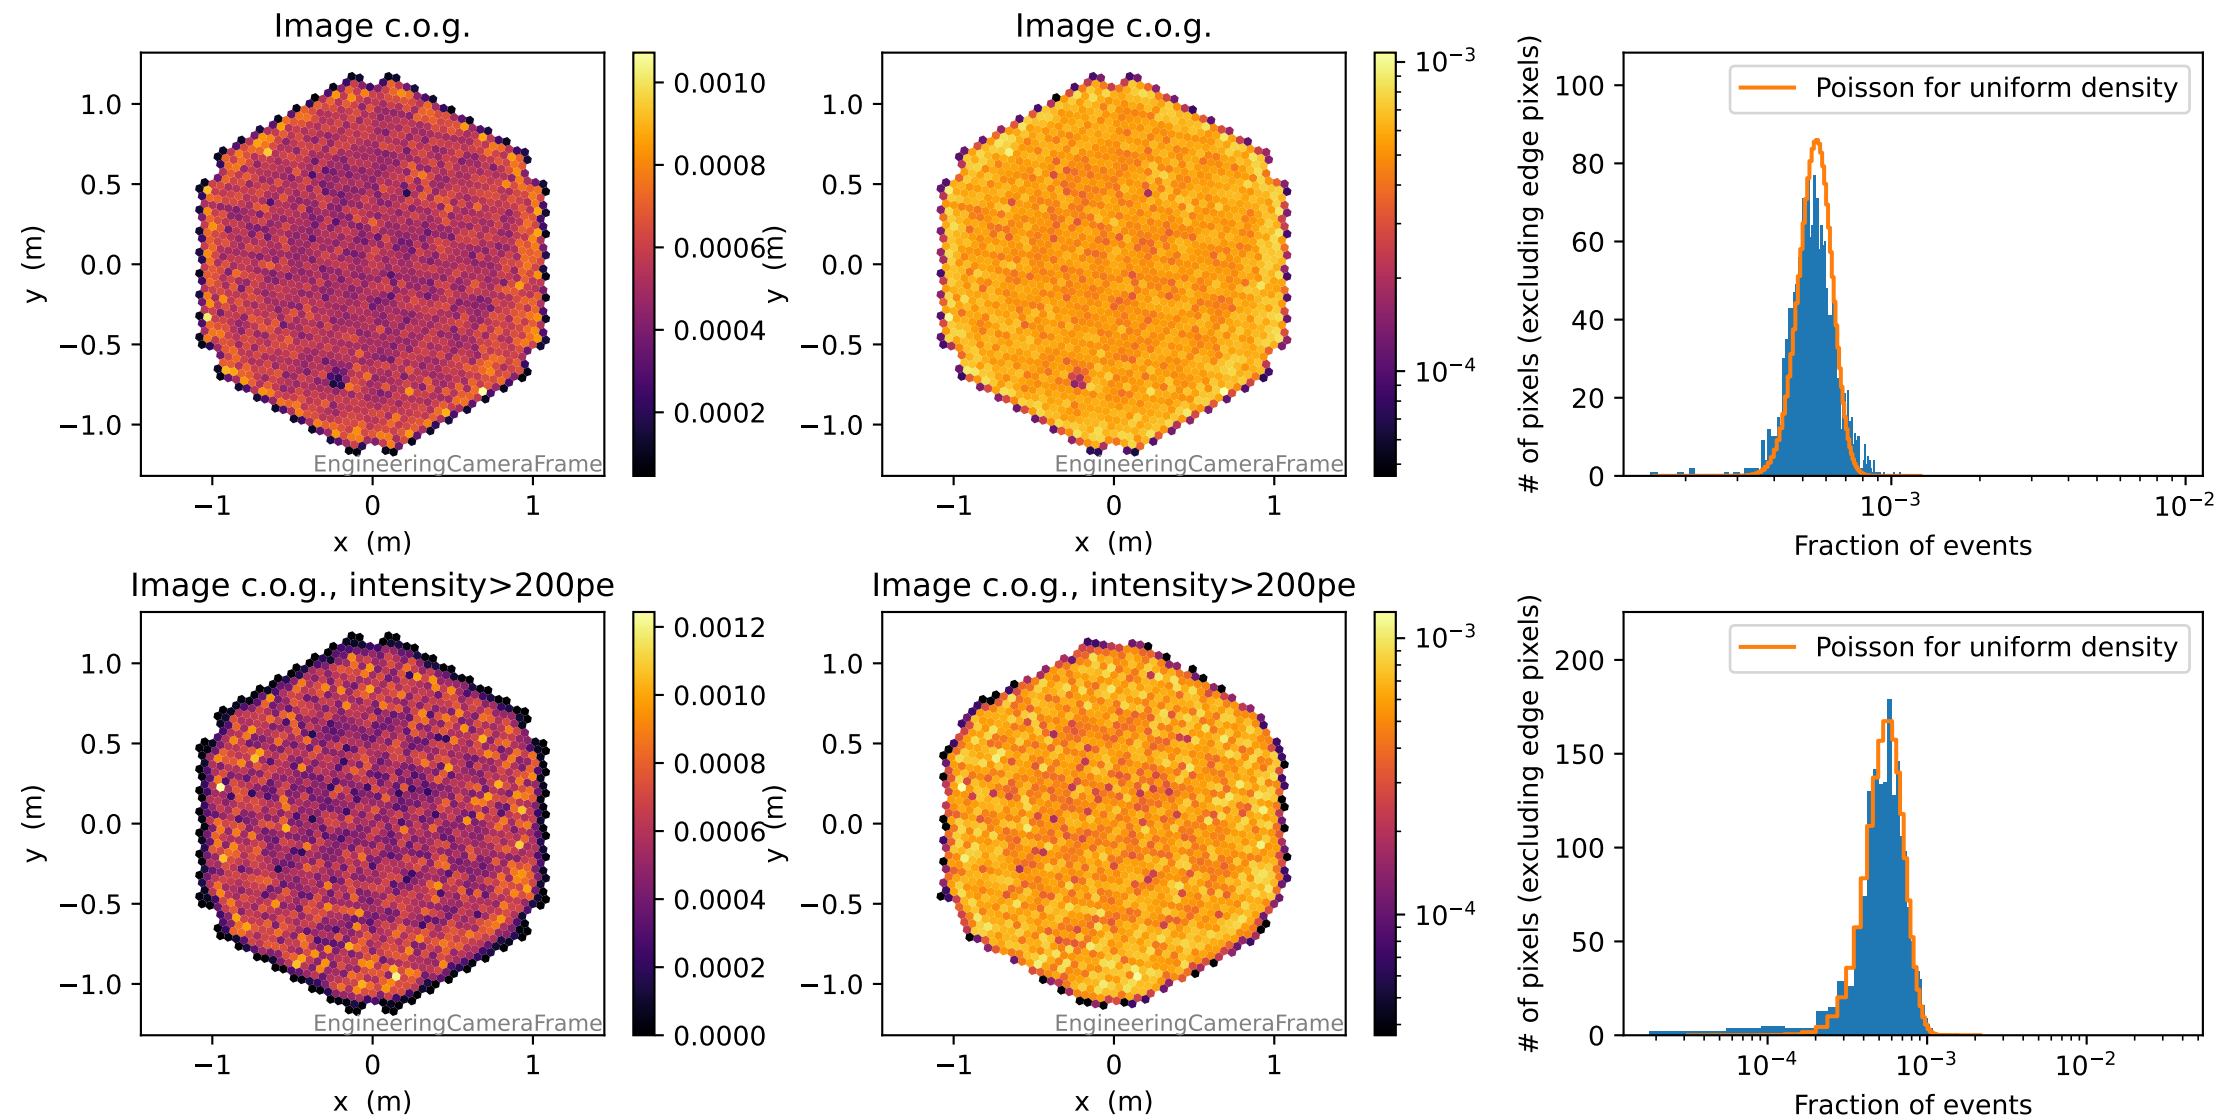 Image c.o.g.
y (m)
1.0
0.5
0.0
−0.5
−1.0
−1 0 1
x (m)
EngineeringCameraFrame
0.0010
0.0008
0.0006
0.0004
0.0002
Image c.o.g.
y (m)
1.0
0.5
0.0
−0.5
−1.0
−1 0 1
x (m)
EngineeringCameraFrame
10⁻³
10⁻⁴
# of pixels (excluding edge pixels)
100
80
60
40
20
0
Poisson for uniform density
10⁻³ 10⁻²
Fraction of events
Image c.o.g., intensity>200pe
y (m)
1.0
0.5
0.0
−0.5
−1.0
−1 0 1
x (m)
EngineeringCameraFrame
0.0012
0.0010
0.0008
0.0006
0.0004
0.0002
0.0000
Image c.o.g., intensity>200pe
y (m)
1.0
0.5
0.0
−0.5
−1.0
−1 0 1
x (m)
EngineeringCameraFrame
10⁻³
10⁻⁴
# of pixels (excluding edge pixels)
200
150
100
50
0
Poisson for uniform density
10⁻⁴ 10⁻³ 10⁻²
Fraction of events